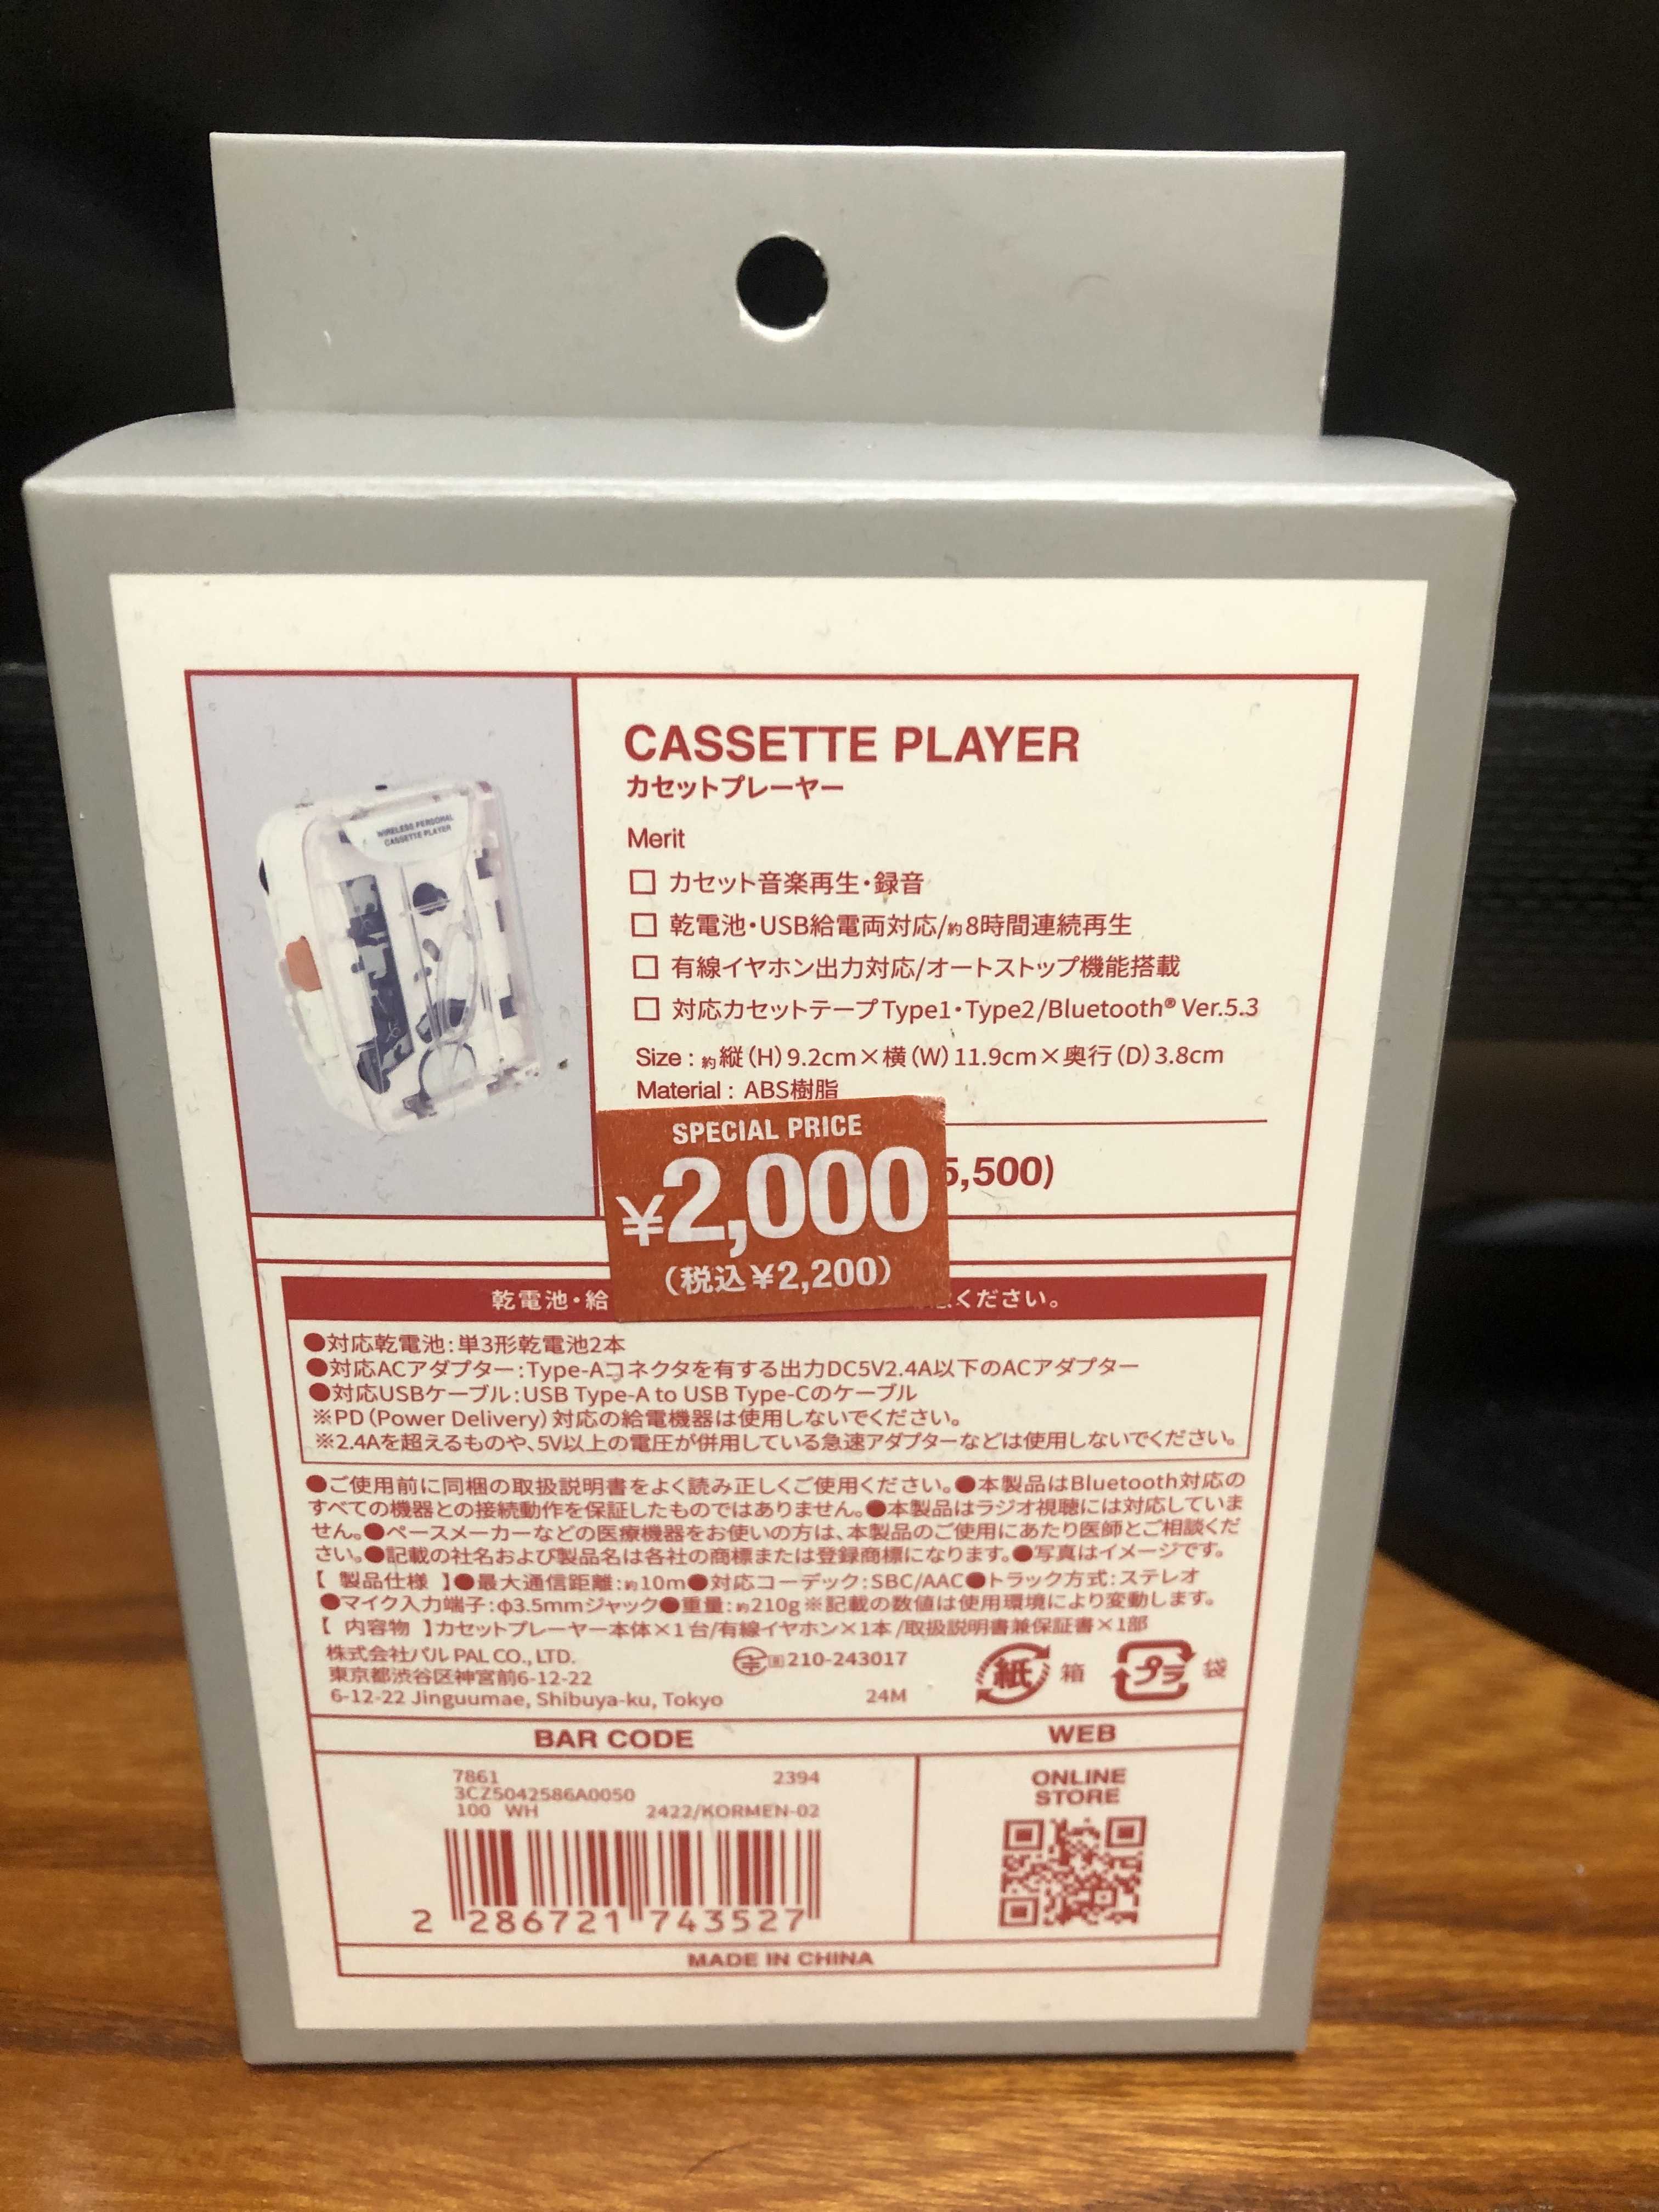 WIRELESS PERSONAL
CASSETTE PLAYER
CASSETTE PLAYER
カセットプレーヤー
Merit
□ カセット音楽再生・録音
□ 乾電池・USB給電両対応/約8時間連続再生
□ 有線イヤホン出力対応/オートストップ機能搭載
□ 対応カセットテープType1・Type2/Bluetooth® Ver.5.3
Size : 約縦(H)9.2cm×横(W)11.9cm×奥行(D)3.8cm
Material : ABS樹脂
SPECIAL PRICE
¥2,000
(税込¥2,200)
5,500)
乾電池・給 ください。
●対応乾電池:単3形乾電池2本
●対応ACアダプター:Type-Aコネクタを有する出力DC5V2.4A以下のACアダプター
●対応USBケーブル:USB Type-A to USB Type-Cのケーブル
※PD(Power Delivery)対応の給電機器は使用しないでください。
※2.4Aを超えるものや、5V以上の電圧が併用している急速アダプターなどは使用しないでください。
●ご使用前に同梱の取扱説明書をよく読み正しくご使用ください。●本製品はBluetooth対応の
すべての機器との接続動作を保証したものではありません。●本製品はラジオ視聴には対応していま
せん。●ペースメーカーなどの医療機器をお使いの方は、本製品のご使用にあたり医師とご相談くだ
さい。●記載の社名および製品名は各社の商標または登録商標になります。●写真はイメージです。
【 製品仕様 】●最大通信距離:約10m●対応コーデック:SBC/AAC●トラック方式:ステレオ
●マイク入力端子:φ3.5mmジャック●重量:約210g※記載の数値は使用環境により変動します。
【 内容物 】カセットプレーヤー本体×1台/有線イヤホン×1本/取扱説明書兼保証書×1部
株式会社パル PAL CO., LTD.
東京都渋谷区神宮前6-12-22
6-12-22 Jinguumae, Shibuya-ku, Tokyo
R 210-243017
24M
紙 箱
プラ 袋
BAR CODE
WEB
7861 2394
3CZ5042586A0050
100 WH 2422/KORMEN-02
2 286721 743527
ONLINE
STORE
MADE IN CHINA